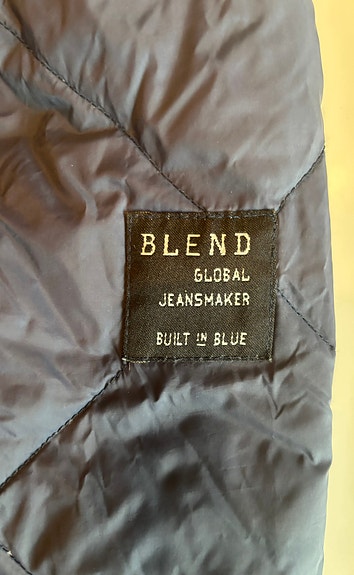 BLEND
GLOBAL
JEANSMAKER
BUILT IN BLUE